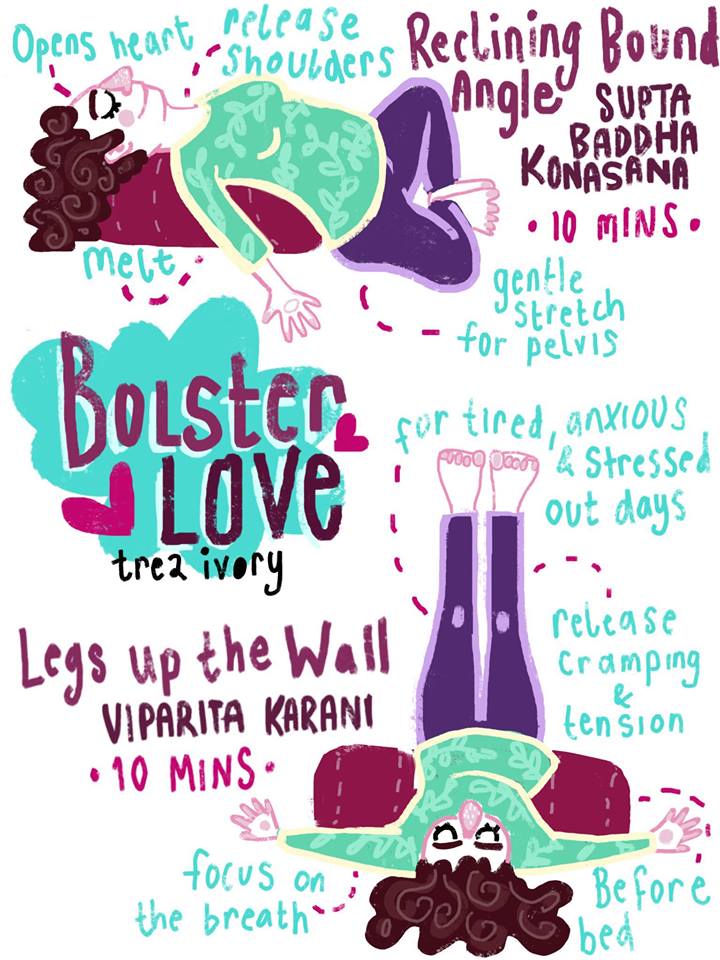 Opens heart
release
shoulders
Reclining Bound
Angle
SUPTA
BADDHA
KONASANA
• 10 MINS •
melt
gentle
stretch
for pelvis
BOLSTER
LOVE
trez ivory
for tired, anxious
& stressed
out days
release
cramping
&
tension
Legs up the Wall
VIPARITA KARANI
• 10 MINS •
focus on
the breath
Before
bed